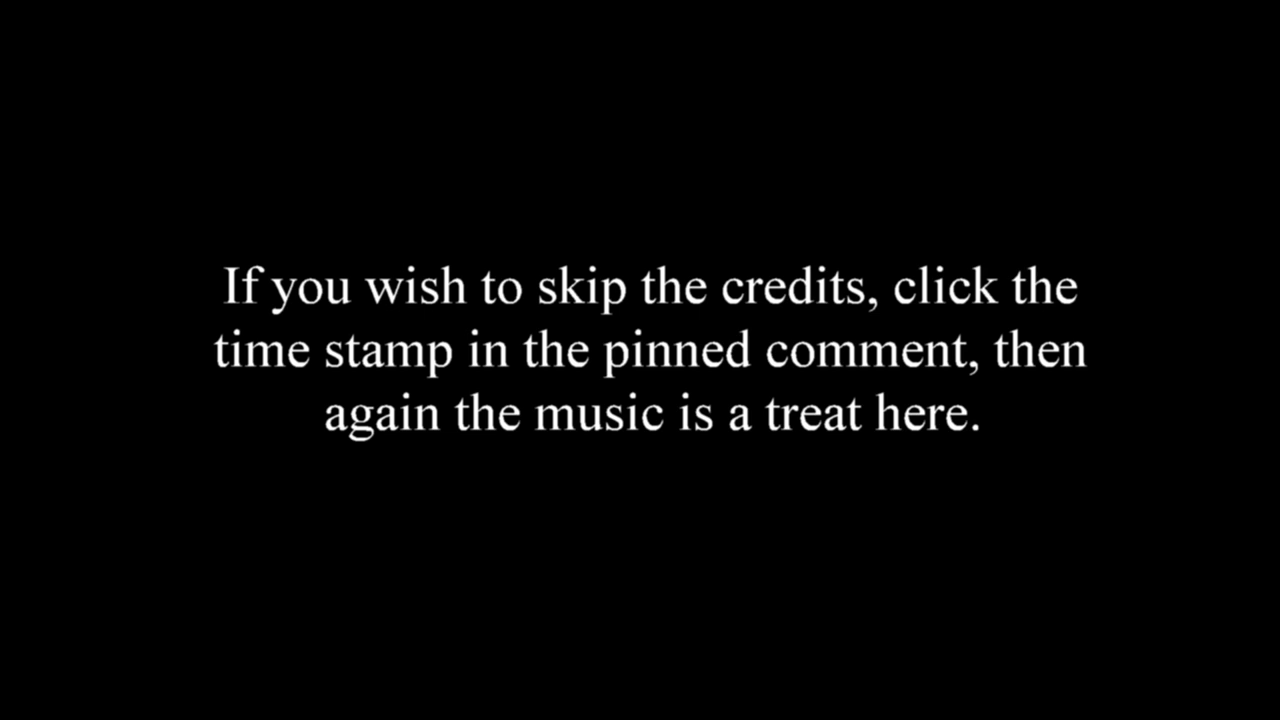 If you wish to skip the credits, click the
time stamp in the pinned comment, then
again the music is a treat here.